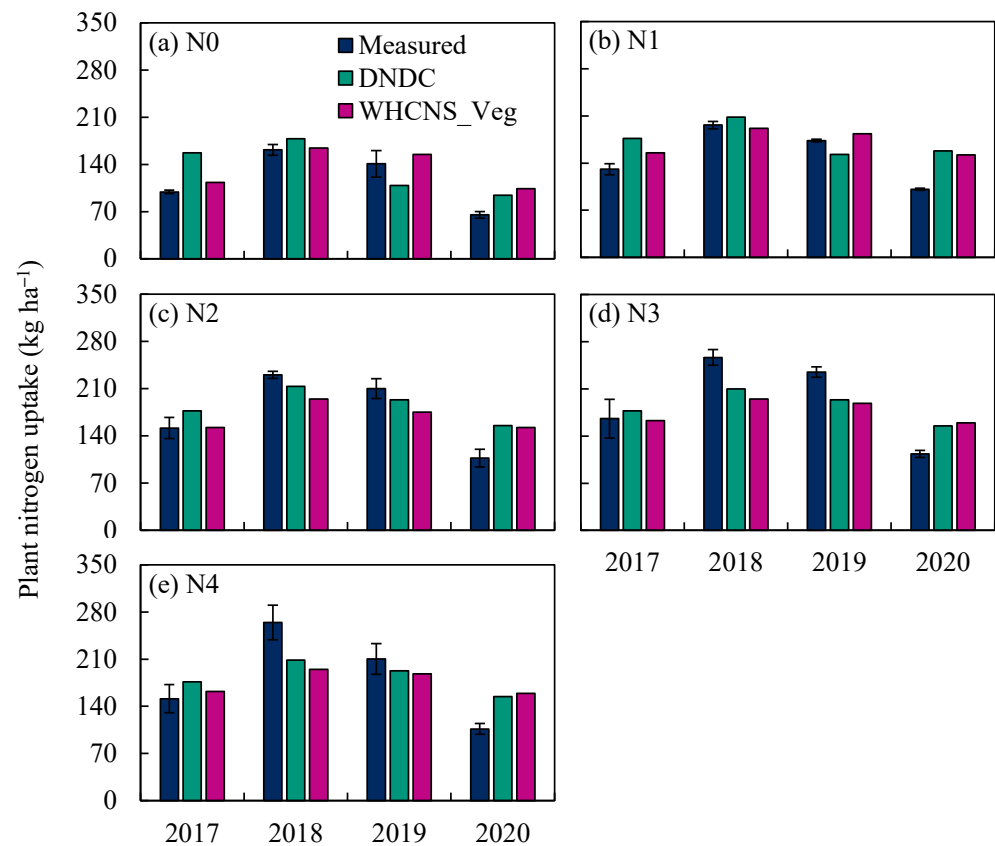 Plant nitrogen uptake (kg ha⁻¹)
350
280
210
140
70
0
(a) N0
Measured
DNDC
WHCNS_Veg
(b) N1
350
280
210
140
70
0
(c) N2
(d) N3
2017 2018 2019 2020
350
280
210
140
70
0
(e) N4
2017 2018 2019 2020